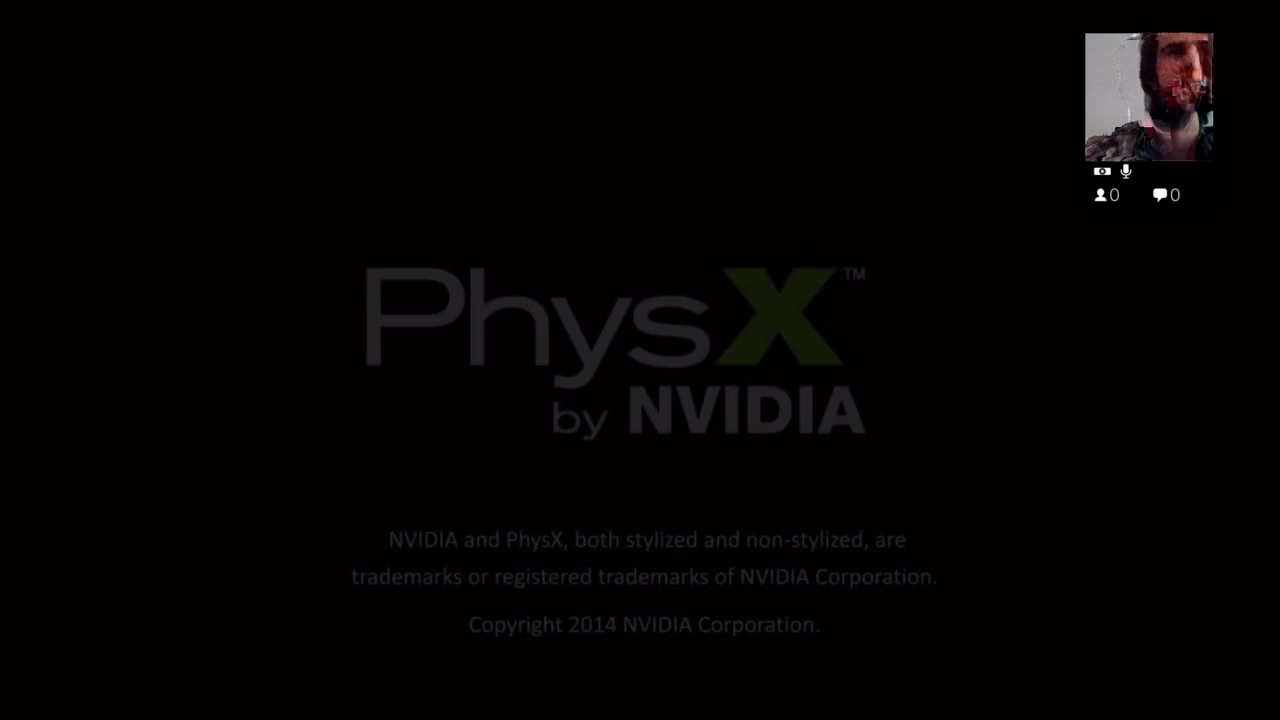 0 0
PhysX™
by NVIDIA
NVIDIA and PhysX, both stylized and non-stylized, are
trademarks or registered trademarks of NVIDIA Corporation.
Copyright 2014 NVIDIA Corporation.